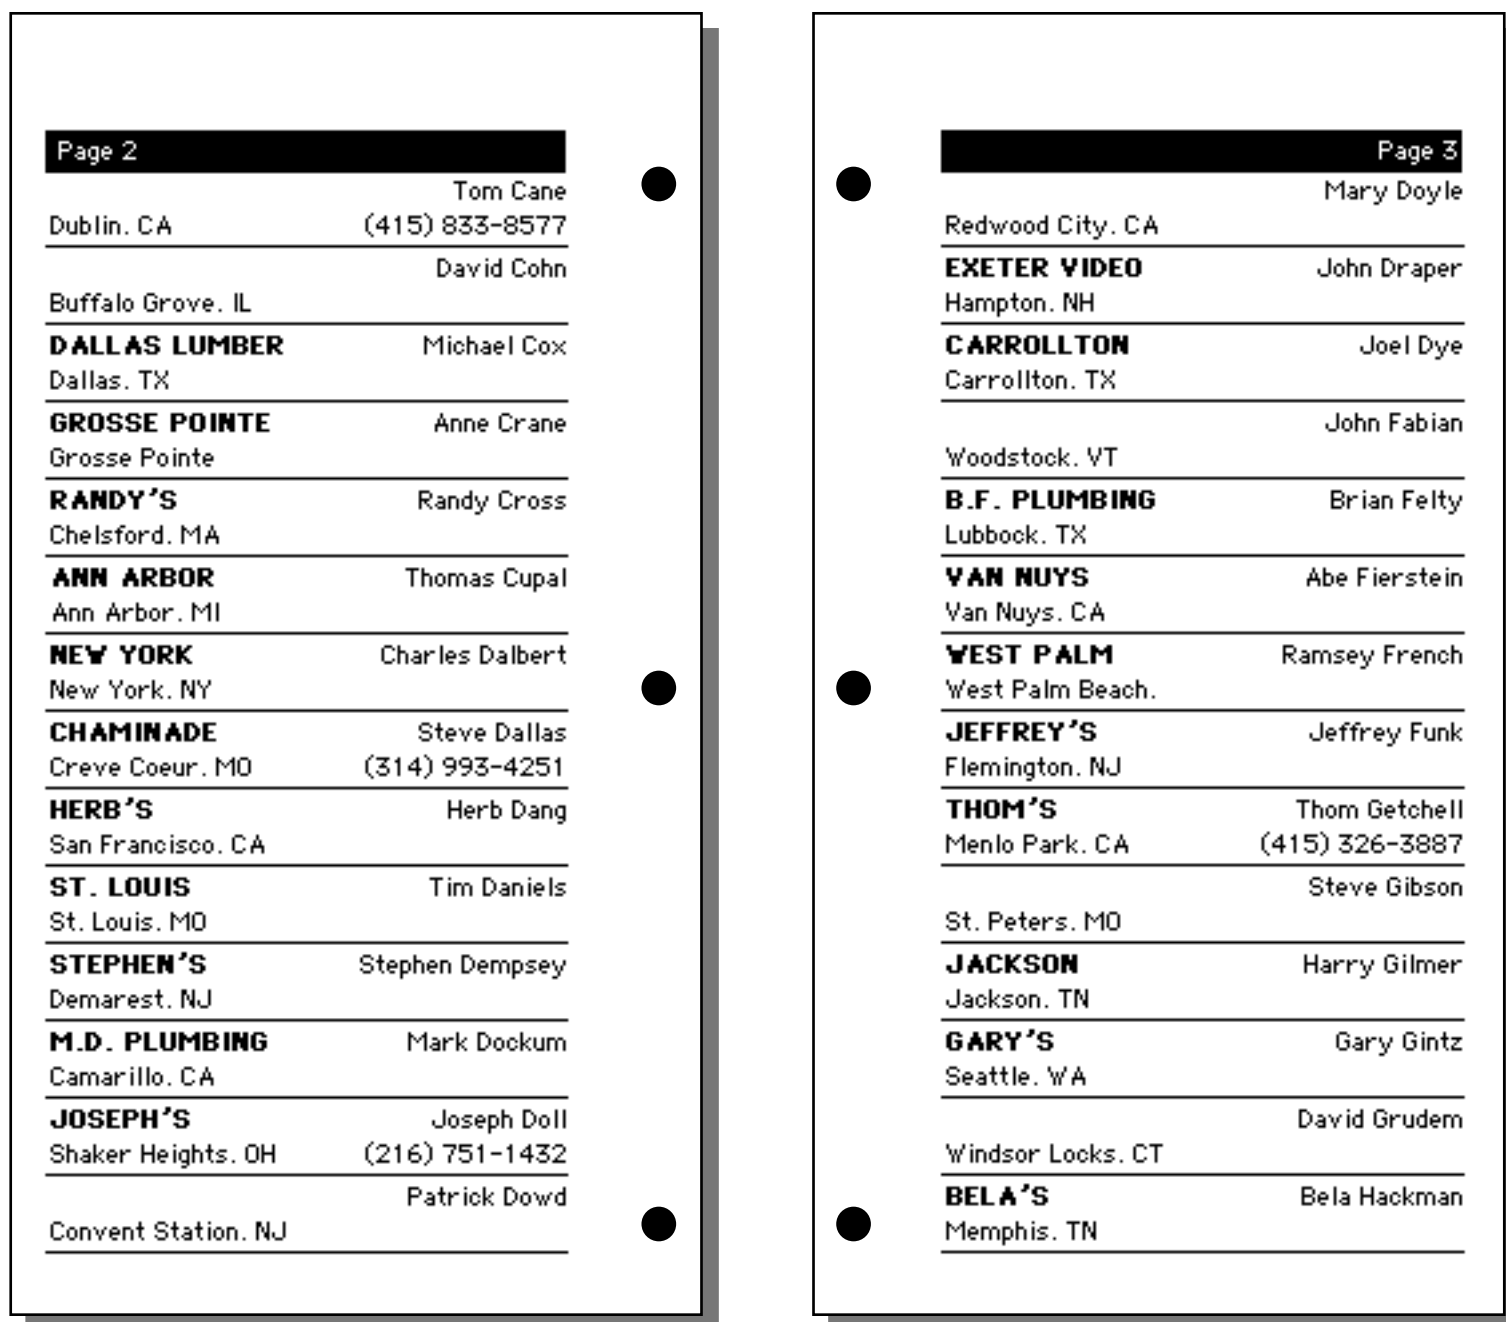 Page 2
Tom Cane
Dublin. CA (415) 833-8577
David Cohn
Buffalo Grove. IL
DALLAS LUMBER Michael Cox
Dallas. TX
GROSSE POINTE Anne Crane
Grosse Pointe
RANDY'S Randy Cross
Chelsford. MA
ANN ARBOR Thomas Cupal
Ann Arbor. MI
NEW YORK Charles Dalbert
New York. NY
CHAMINADE Steve Dallas
Creve Coeur. MO (314) 993-4251
HERB'S Herb Dang
San Francisco. CA
ST. LOUIS Tim Daniels
St. Louis. MO
STEPHEN'S Stephen Dempsey
Demarest. NJ
M.D. PLUMBING Mark Dockum
Camarillo. CA
JOSEPH'S Joseph Doll
Shaker Heights. OH (216) 751-1432
Patrick Dowd
Convent Station. NJ
Page 3
Mary Doyle
Redwood City. CA
EXETER VIDEO John Draper
Hampton. NH
CARROLLTON Joel Dye
Carrollton. TX
John Fabian
Woodstock. VT
B.F. PLUMBING Brian Felty
Lubbock. TX
VAN NUYS Abe Fierstein
Van Nuys. CA
WEST PALM Ramsey French
West Palm Beach.
JEFFREY'S Jeffrey Funk
Flemington. NJ
THOM'S Thom Getchell
Menlo Park. CA (415) 326-3887
Steve Gibson
St. Peters. MO
JACKSON Harry Gilmer
Jackson. TN
GARY'S Gary Gintz
Seattle. WA
David Grudem
Windsor Locks. CT
BELA'S Bela Hackman
Memphis. TN